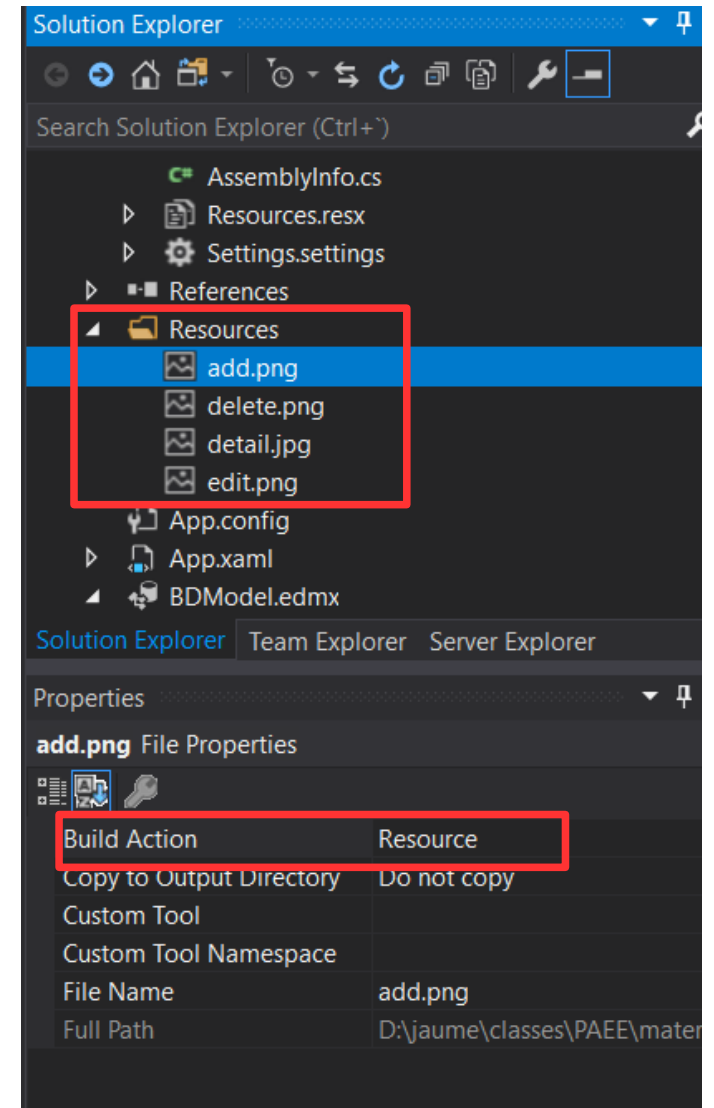 Solution Explorer
Search Solution Explorer (Ctrl+`)
C# AssemblyInfo.cs
Resources.resx
Settings.settings
References
Resources
add.png
delete.png
detail.jpg
edit.png
App.config
App.xaml
BDModel.edmx
Solution Explorer Team Explorer Server Explorer
Properties
add.png File Properties
Build Action Resource
Copy to Output Directory Do not copy
Custom Tool
Custom Tool Namespace
File Name add.png
Full Path D:\jaume\classes\PAEE\mater